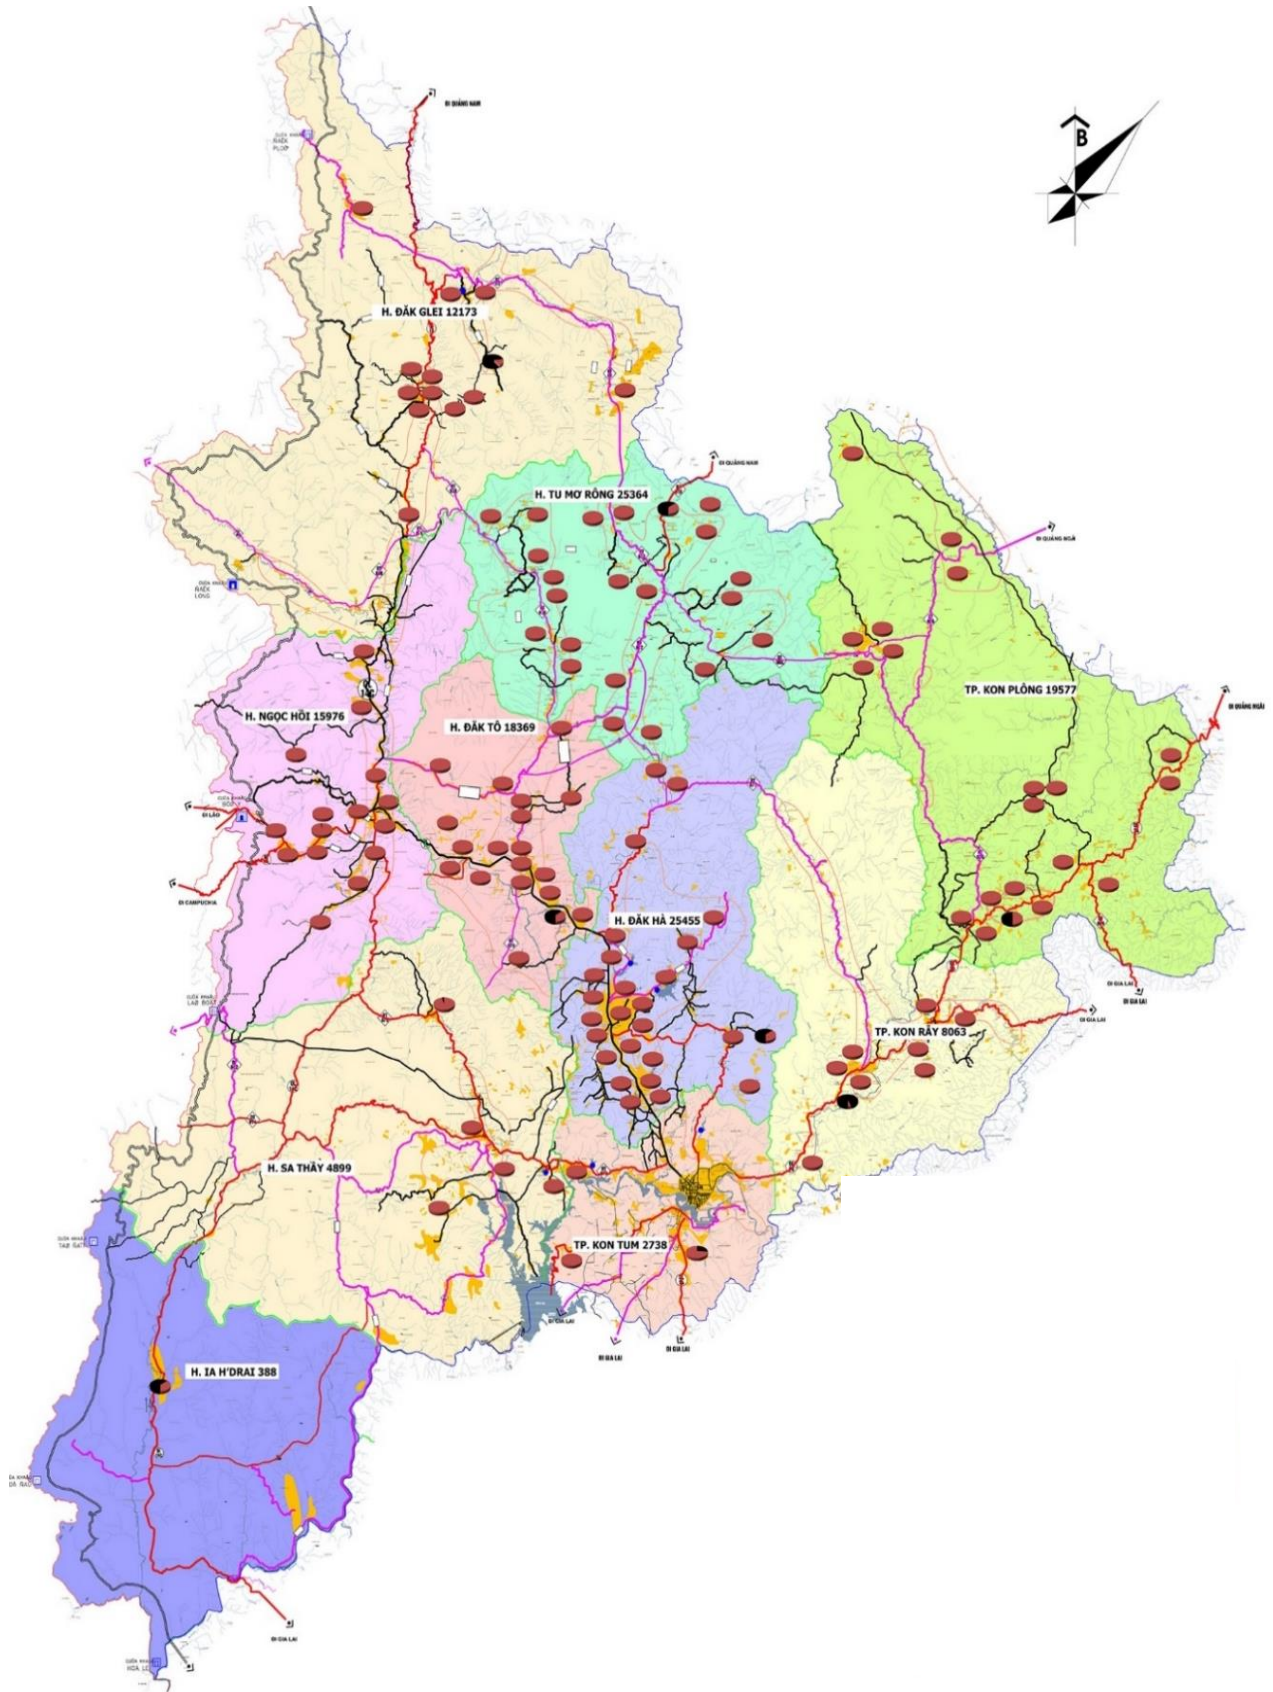 ĐI QUẢNG NAM
B
H. ĐĂK GLEI 12173
ĐI QUẢNG NAM
H. TU MƠ RÔNG 25364
ĐI QUẢNG NGÃI
TP. KON PLÔNG 19577
ĐI QUẢNG NGÃI
H. NGỌC HỒI 15976
H. ĐĂK TÔ 18369
ĐI LÀO
ĐI CAMPUCHIA
H. ĐĂK HÀ 25455
ĐI GIA LAI
ĐI GIA LAI
ĐI GIA LAI
TP. KON RẪY 8063
H. SA THẦY 4899
TP. KON TUM 2738
ĐI GIA LAI
ĐI GIA LAI
ĐI GIA LAI
H. IA H'DRAI 388
ĐI GIA LAI